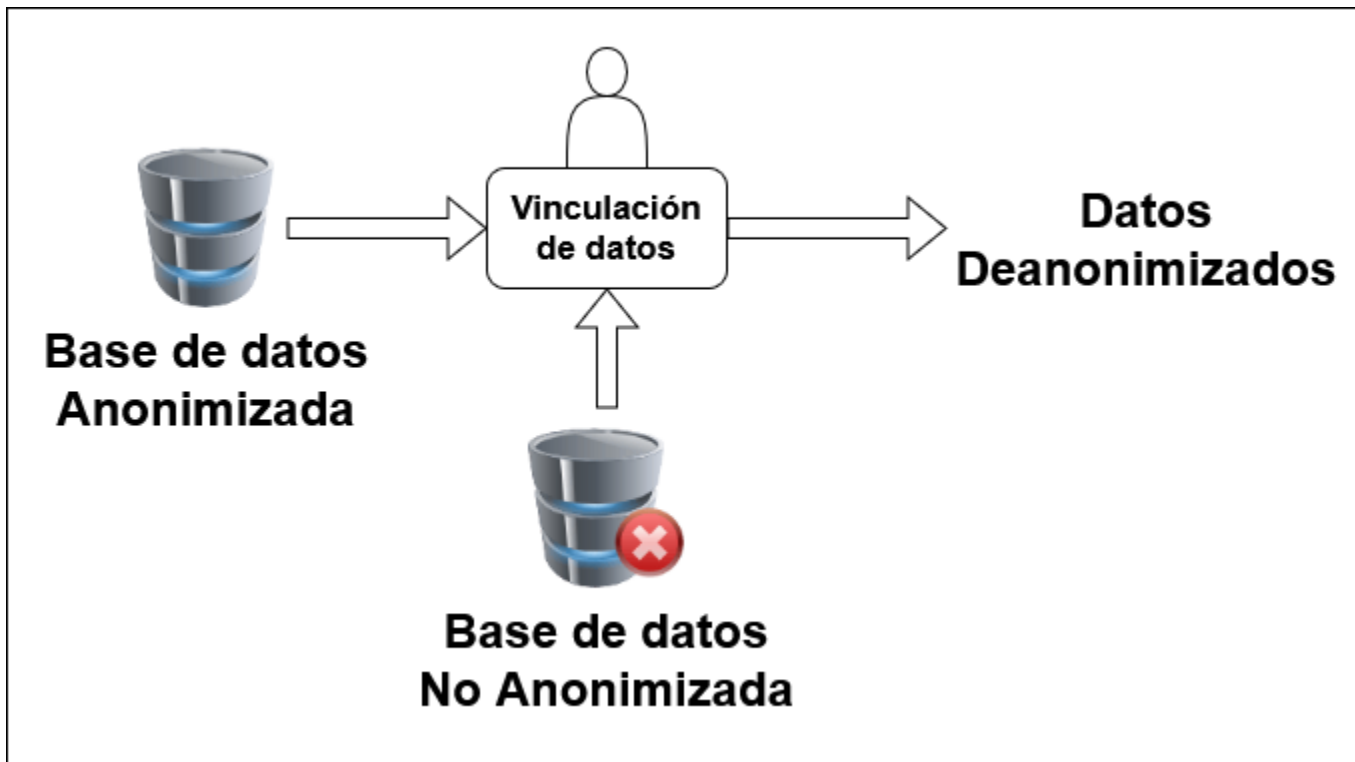 Vinculación
de datos
Datos
Deanonimizados
Base de datos
Anonimizada
Base de datos
No Anonimizada